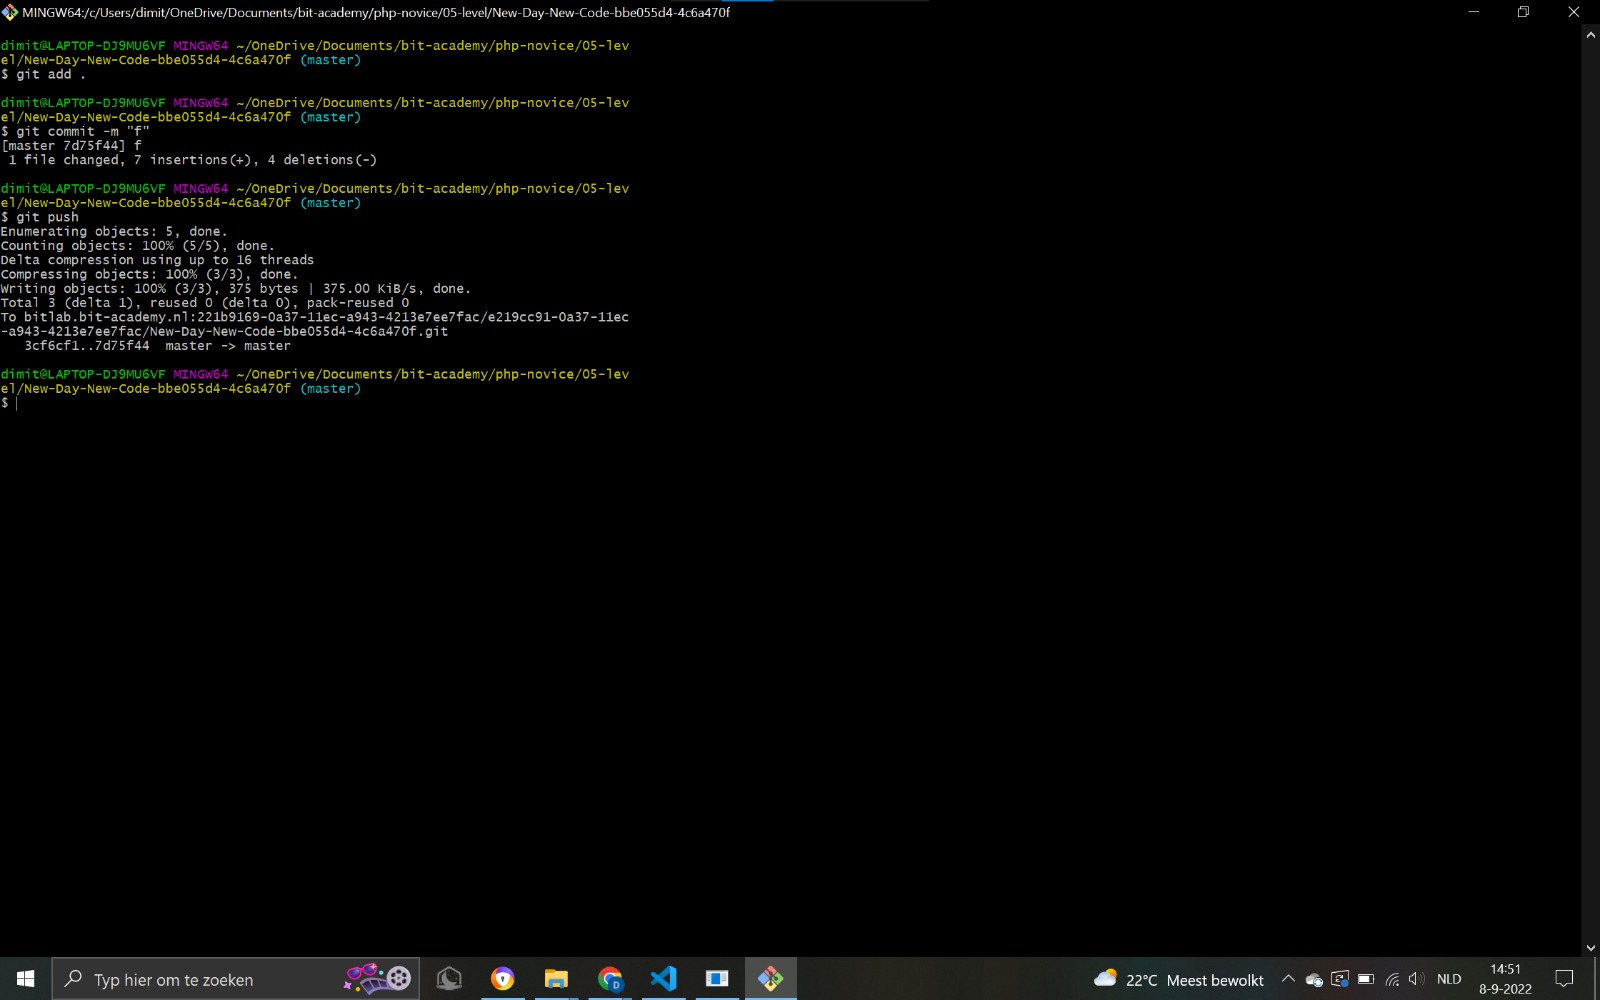 MINGW64:/c/Users/dimit/OneDrive/Documents/bit-academy/php-novice/05-level/New-Day-New-Code-bbe055d4-4c6a470f
dimit@LAPTOP-DJ9MU6VF MINGW64 ~/OneDrive/Documents/bit-academy/php-novice/05-lev
el/New-Day-New-Code-bbe055d4-4c6a470f (master)
$ git add .
dimit@LAPTOP-DJ9MU6VF MINGW64 ~/OneDrive/Documents/bit-academy/php-novice/05-lev
el/New-Day-New-Code-bbe055d4-4c6a470f (master)
$ git commit -m "f"
[master 7d75f44] f
 1 file changed, 7 insertions(+), 4 deletions(-)
dimit@LAPTOP-DJ9MU6VF MINGW64 ~/OneDrive/Documents/bit-academy/php-novice/05-lev
el/New-Day-New-Code-bbe055d4-4c6a470f (master)
$ git push
Enumerating objects: 5, done.
Counting objects: 100% (5/5), done.
Delta compression using up to 16 threads
Compressing objects: 100% (3/3), done.
Writing objects: 100% (3/3), 375 bytes | 375.00 KiB/s, done.
Total 3 (delta 1), reused 0 (delta 0), pack-reused 0
To bitlab.bit-academy.nl:221b9169-0a37-11ec-a943-4213e7ee7fac/e219cc91-0a37-11ec
-a943-4213e7ee7fac/New-Day-New-Code-bbe055d4-4c6a470f.git
   3cf6cf1..7d75f44  master -> master
dimit@LAPTOP-DJ9MU6VF MINGW64 ~/OneDrive/Documents/bit-academy/php-novice/05-lev
el/New-Day-New-Code-bbe055d4-4c6a470f (master)
$
Typ hier om te zoeken
D
22°C Meest bewolkt
NLD
14:51
8-9-2022